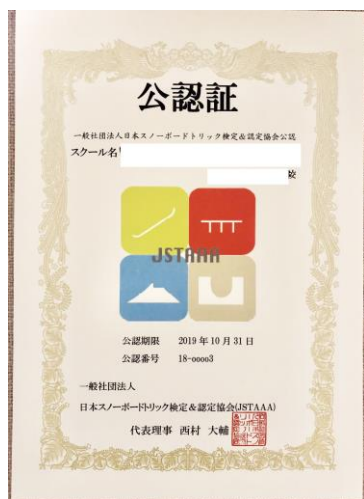 公認証
一般社団法人日本スノーボードトリック検定&認定協会公認
スクール名
校
JSTAAA
公認期限 2019年10月31日
公認番号 18-oooo3
一般社団法人
日本スノーボードトリック検定&認定協会(JSTAAA)
代表理事 西村 大輔